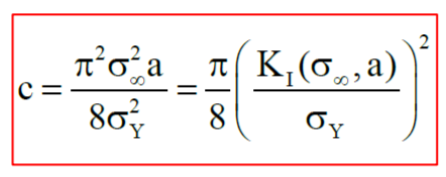 c = π²σ∞²a / 8σY² = π/8 (KI(σ∞, a) / σY)²